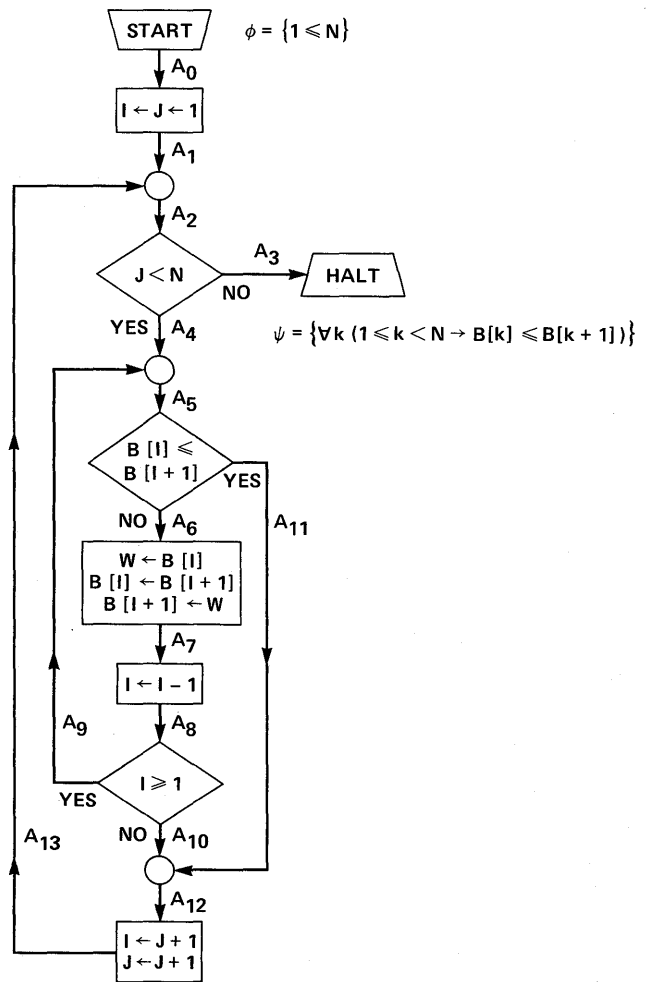 START
ϕ = {1 ≤ N}
A0
I ← J ← 1
A1
A2
J < N
A3
HALT
NO
YES
A4
ψ = {∀k (1 ≤ k < N → B[k] ≤ B[k + 1])}
A5
B [I] ≤
B [I + 1]
YES
NO
A6
A11
W ← B [I]
B [I] ← B [I + 1]
B [I + 1] ← W
A7
I ← I − 1
A9
A8
I ≥ 1
YES
NO
A10
A13
A12
I ← J + 1
J ← J + 1